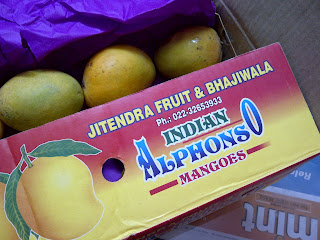 JITENDRA FRUIT & BHAJIWALA
Ph.: 022-32653933
INDIAN
ALPHONSO
MANGOES
mint